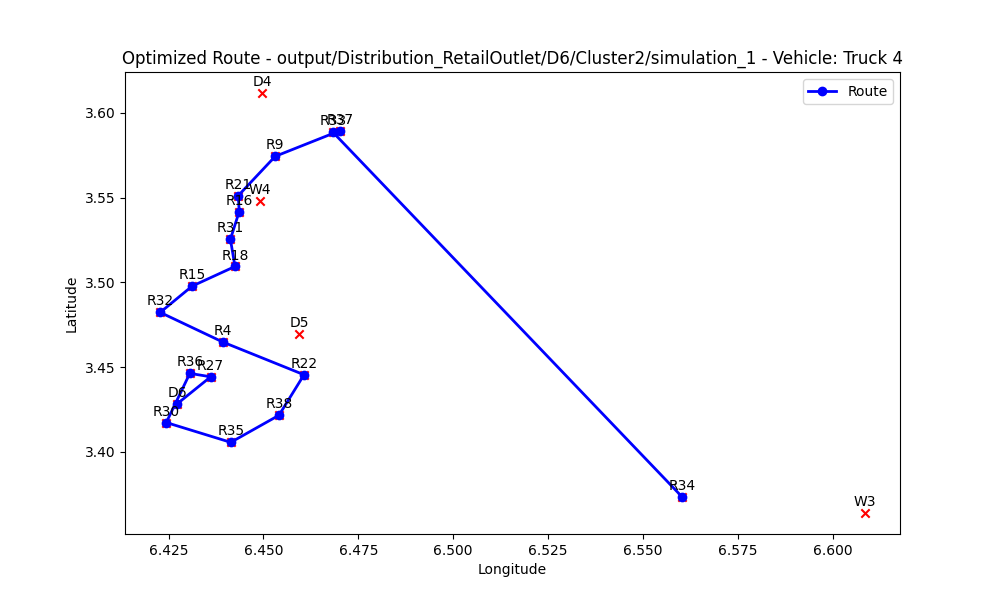 Optimized Route - output/Distribution_RetailOutlet/D6/Cluster2/simulation_1 - Vehicle: Truck 4
Route
D4
R33
R37
R9
R21
W4
R16
R31
R18
R15
R32
D5
R4
R36
R27
R22
D6
R38
R30
R35
R34
W3
3.60
3.55
3.50
3.45
3.40
Latitude
6.425
6.450
6.475
6.500
6.525
6.550
6.575
6.600
Longitude